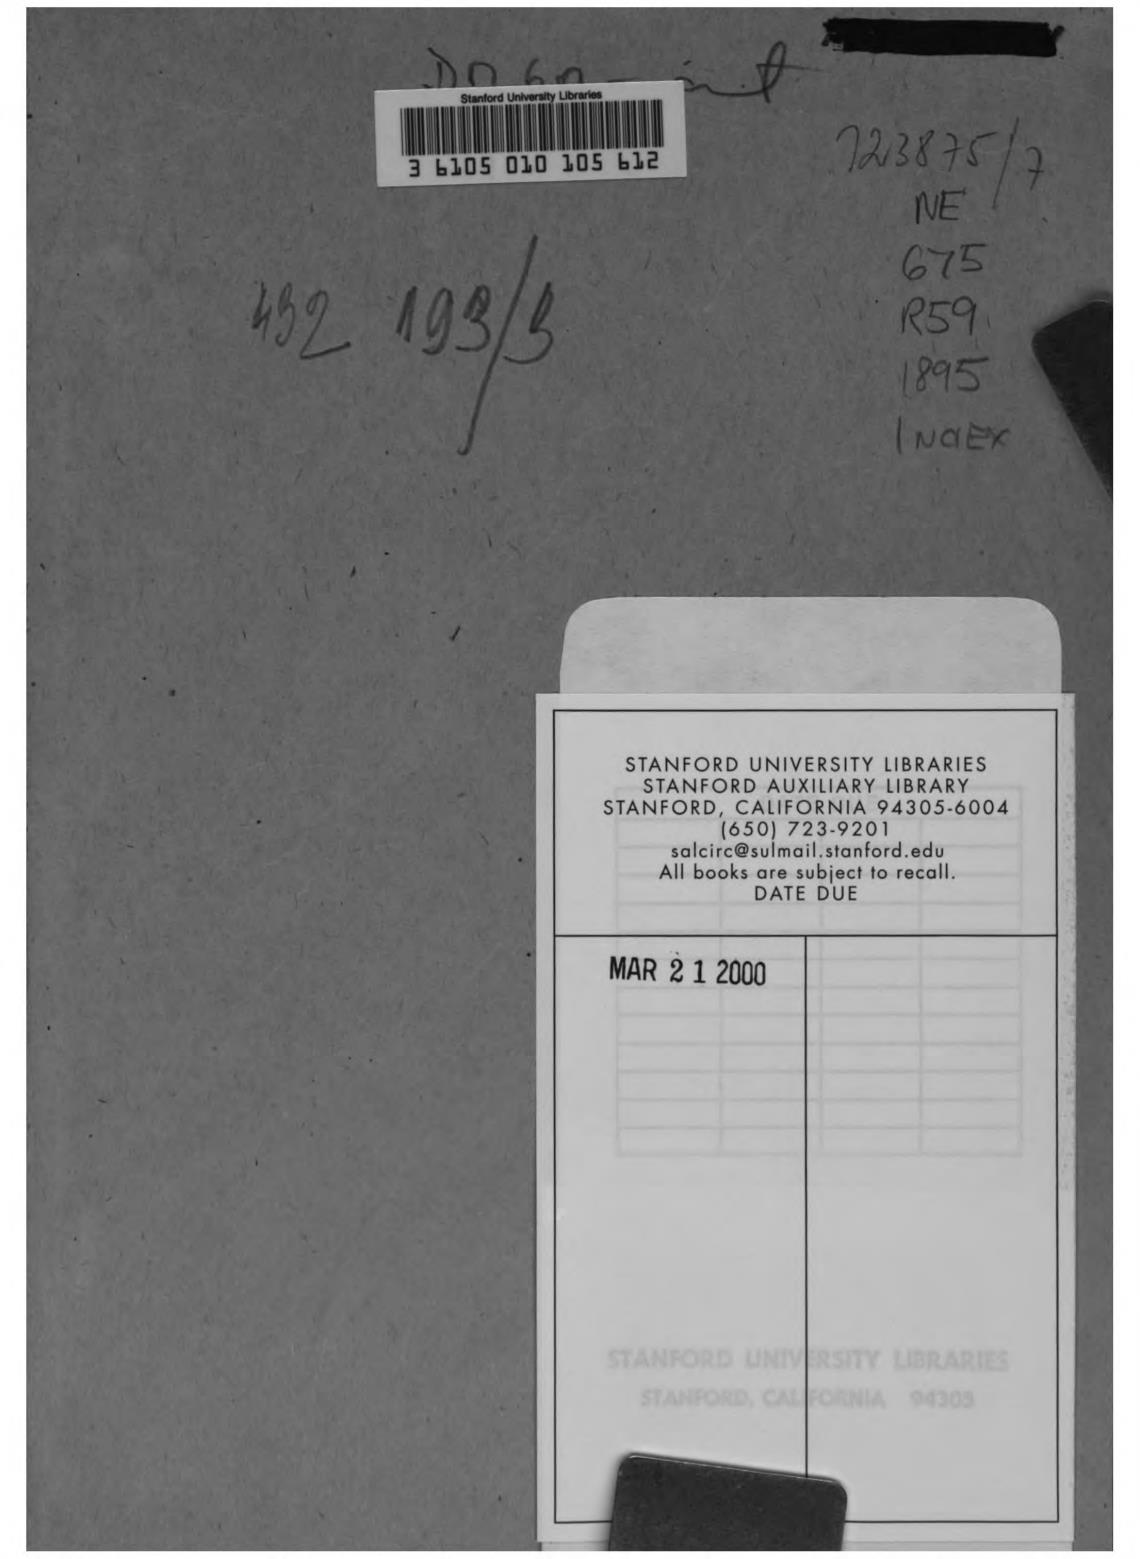 Stanford University Libraries
3 6105 010 105 612
723875/7
NE
675
R59
1895
INdEX
193/3
STANFORD UNIVERSITY LIBRARIES
STANFORD AUXILIARY LIBRARY
STANFORD, CALIFORNIA 94305-6004
(650) 723-9201
salcirc@sulmail.stanford.edu
All books are subject to recall.
DATE DUE
MAR 21 2000
STANFORD UNIVERSITY LIBRARIES
STANFORD, CALIFORNIA 94305